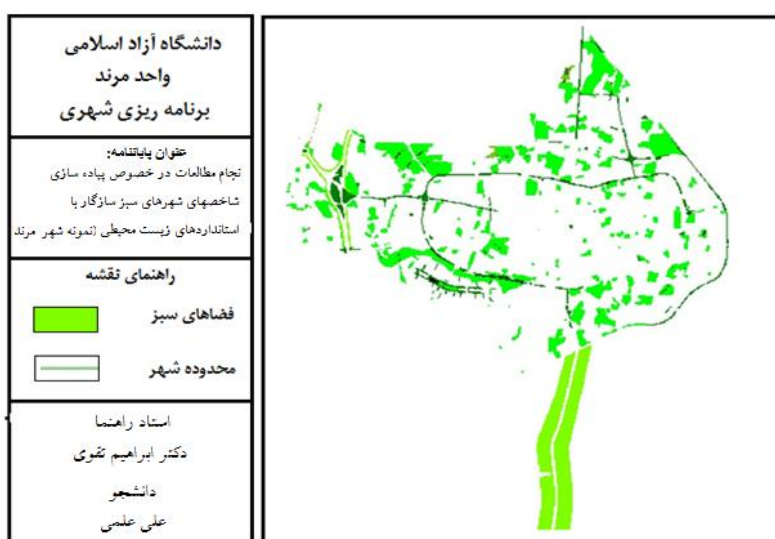 دانشگاه آزاد اسلامی
واحد مرند
برنامه ریزی شهری
عنوان پایاننامه:
نجام مطالعات در خصوص پیاده سازی
شاخصهای شهرهای سبز سازگار با
استانداردهای زیست محیطی (نمونه شهر مرند
راهنمای نقشه
فضاهای سبز
محدوده شهر
استاد راهنما
دکتر ابراهیم تقوی
دانشجو
علی علمی